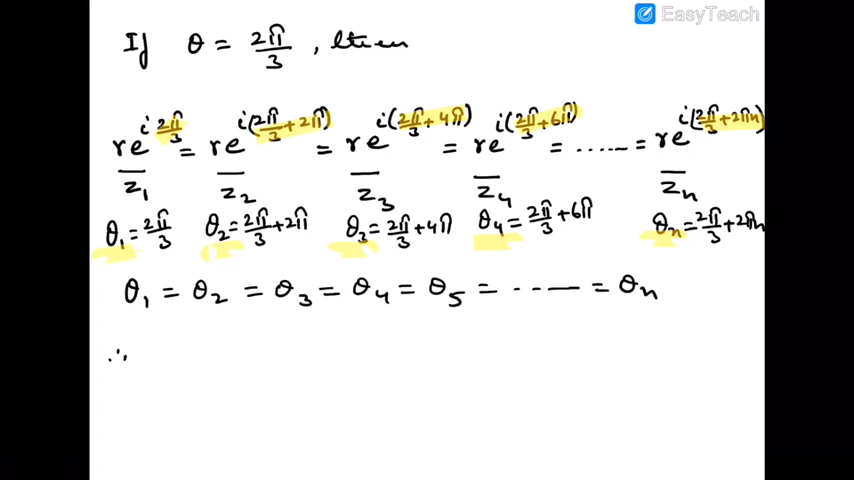 EasyTeach
If θ = 2π/3 , then
re^{i 2π/3} = re^{i(2π/3 + 2π)} = re^{i(2π/3 + 4π)} = re^{i(2π/3 + 6π)} = ...... = re^{i(2π/3 + 2πn)}
z₁ z₂ z₃ z₄ zₙ
θ₁ = 2π/3 θ₂ = 2π/3 + 2π θ₃ = 2π/3 + 4π θ₄ = 2π/3 + 6π θₙ = 2π/3 + 2πn
θ₁ = θ₂ = θ₃ = θ₄ = θ₅ = ...... = θₙ
∴